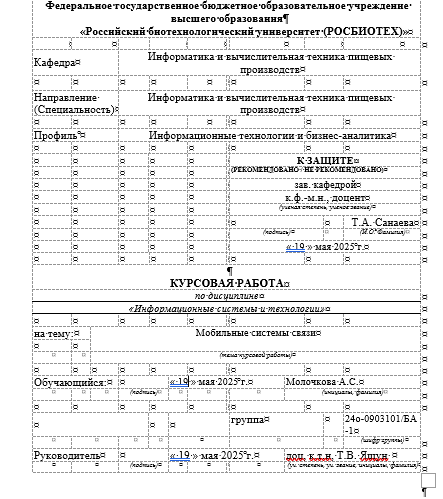 Федеральное государственное бюджетное образовательное учреждение
высшего образования
«Российский биотехнологический университет (РОСБИОТЕХ)»
Кафедра Информатика и вычислительная техника пищевых
производств
Направление
(Специальность) Информатика и вычислительная техника пищевых
производств
Профиль Информационные технологии и бизнес-аналитика
К ЗАЩИТЕ
(РЕКОМЕНДОВАНО / НЕ РЕКОМЕНДОВАНО)
зав. кафедрой
к.ф.-м.н., доцент
(ученая степень, ученое звание)
Т.А. Санаева
(подпись) (И.О. Фамилия)
« 19 » мая 2025 г.
КУРСОВАЯ РАБОТА
по дисциплине
«Информационные системы и технологии»
на тему: Мобильные системы связи
(тема курсовой работы)
Обучающийся: « 19 » мая 2025 г. Молочкова А.С.
(подпись) (инициалы, фамилия)
группа 24о-0903101/БА
-1
(шифр группы)
Руководитель « 19 » мая 2025 г. доц. к.т.н. Т.В. Яшун
(подпись) (уч. степень, уч. звание, инициалы, фамилия)